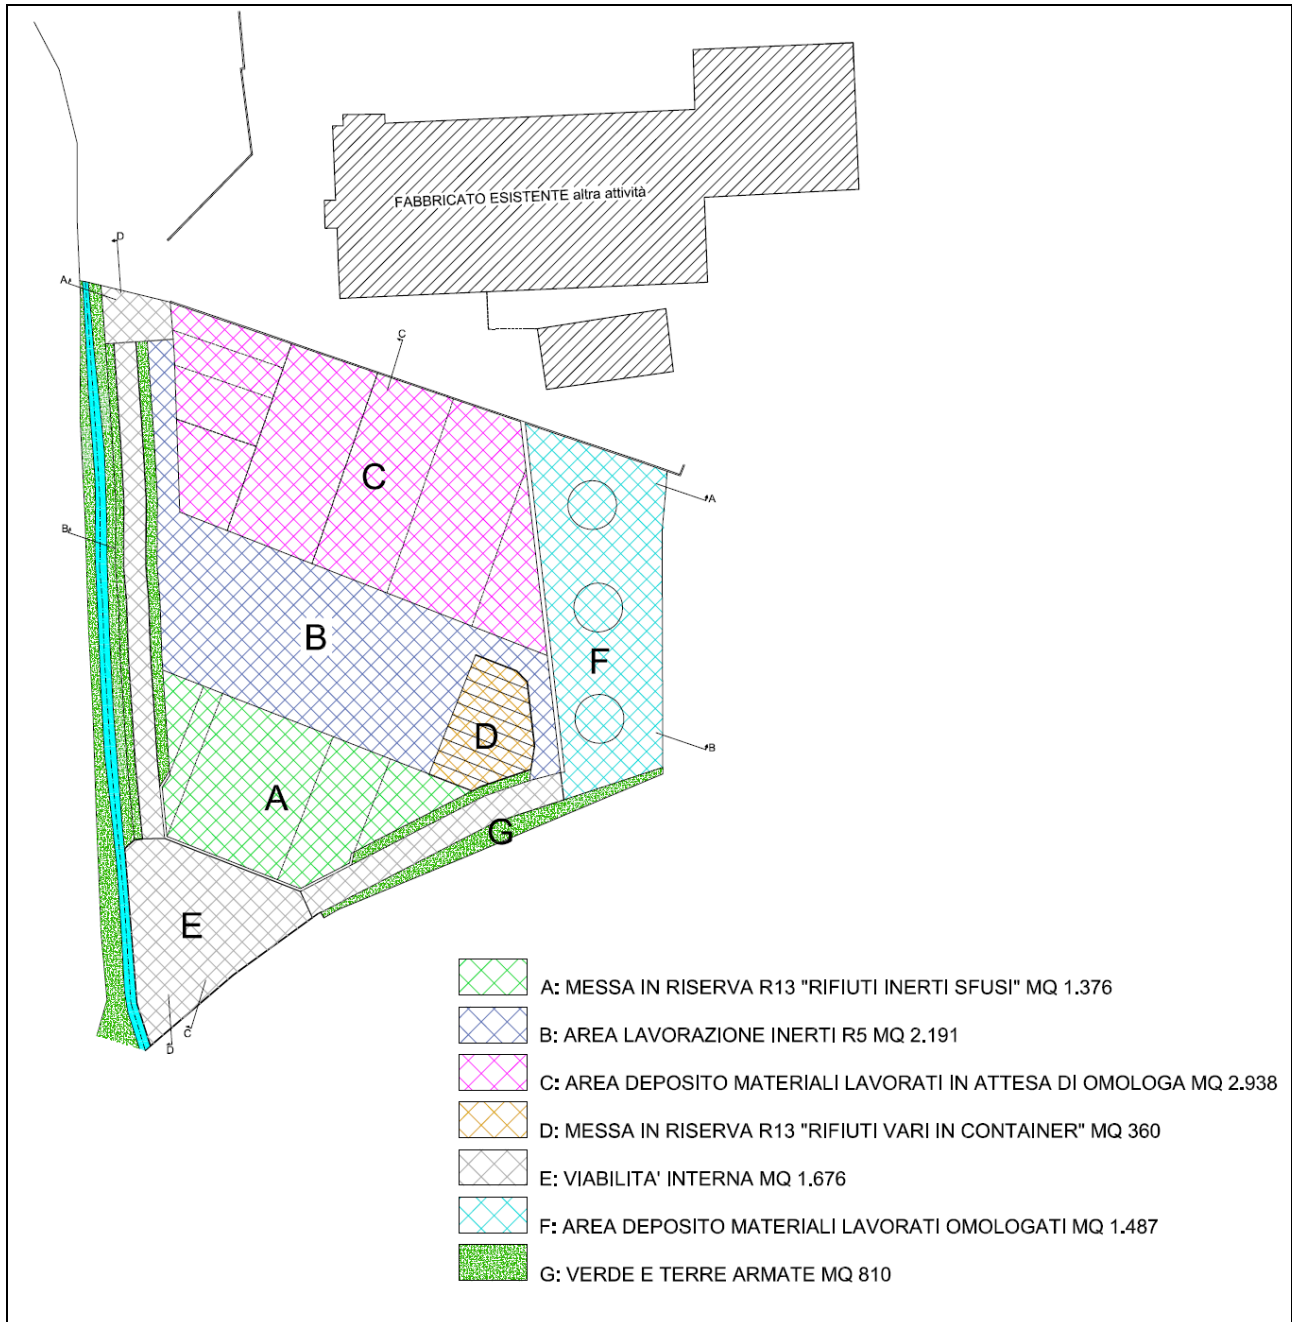 FABBRICATO ESISTENTE altra attività
D
A
C
A
B
C
B
F
D
B
A
G
E
C
D
A: MESSA IN RISERVA R13 "RIFIUTI INERTI SFUSI" MQ 1.376
B: AREA LAVORAZIONE INERTI R5 MQ 2.191
C: AREA DEPOSITO MATERIALI LAVORATI IN ATTESA DI OMOLOGA MQ 2.938
D: MESSA IN RISERVA R13 "RIFIUTI VARI IN CONTAINER" MQ 360
E: VIABILITA' INTERNA MQ 1.676
F: AREA DEPOSITO MATERIALI LAVORATI OMOLOGATI MQ 1.487
G: VERDE E TERRE ARMATE MQ 810